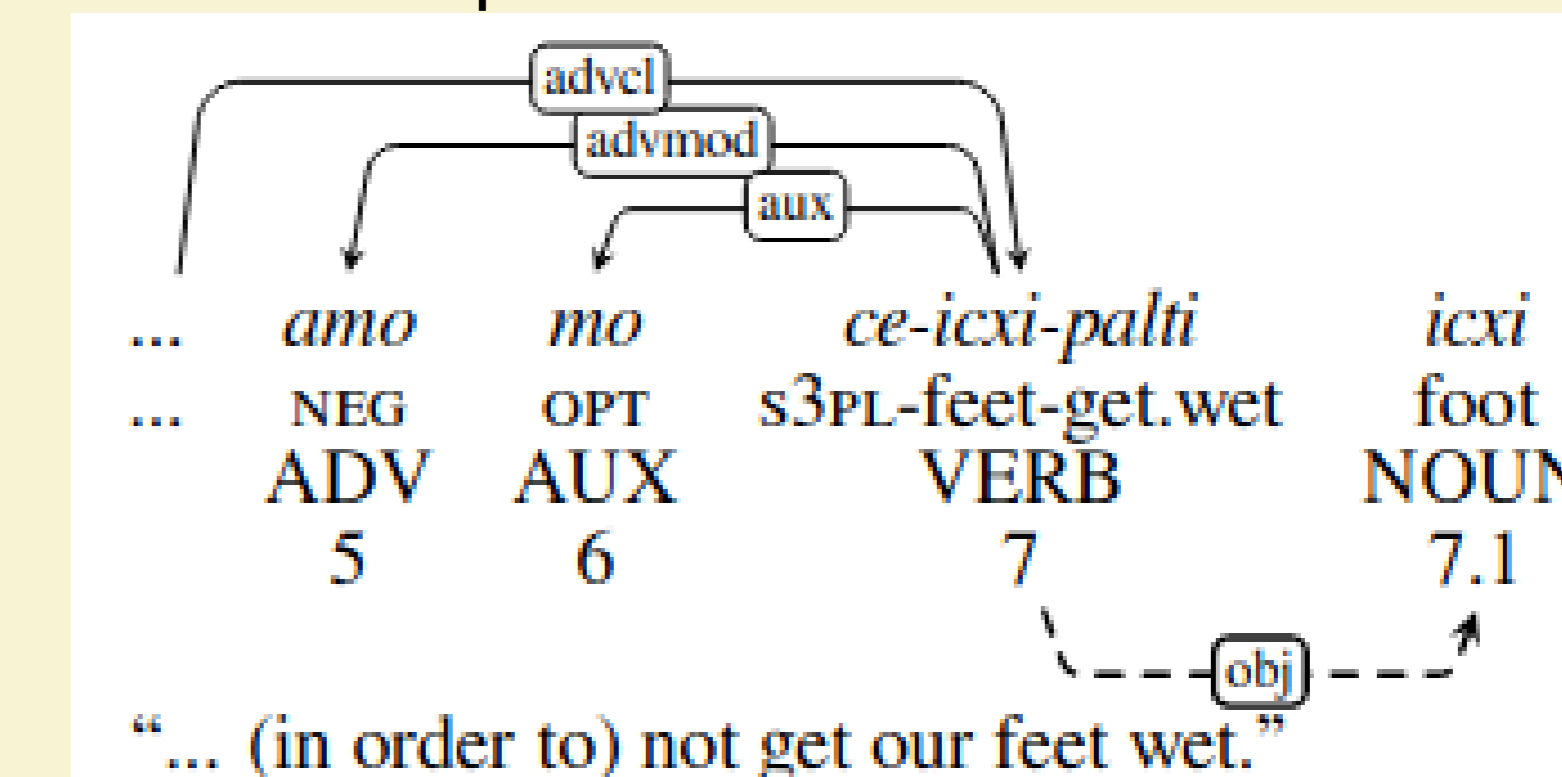 advcl
advmod
aux
... amo mo ce-icxi-palti icxi
... NEG OPT s3PL-feet-get.wet foot
ADV AUX VERB NOUN
5 6 7 7.1
obj
“... (in order to) not get our feet wet.”